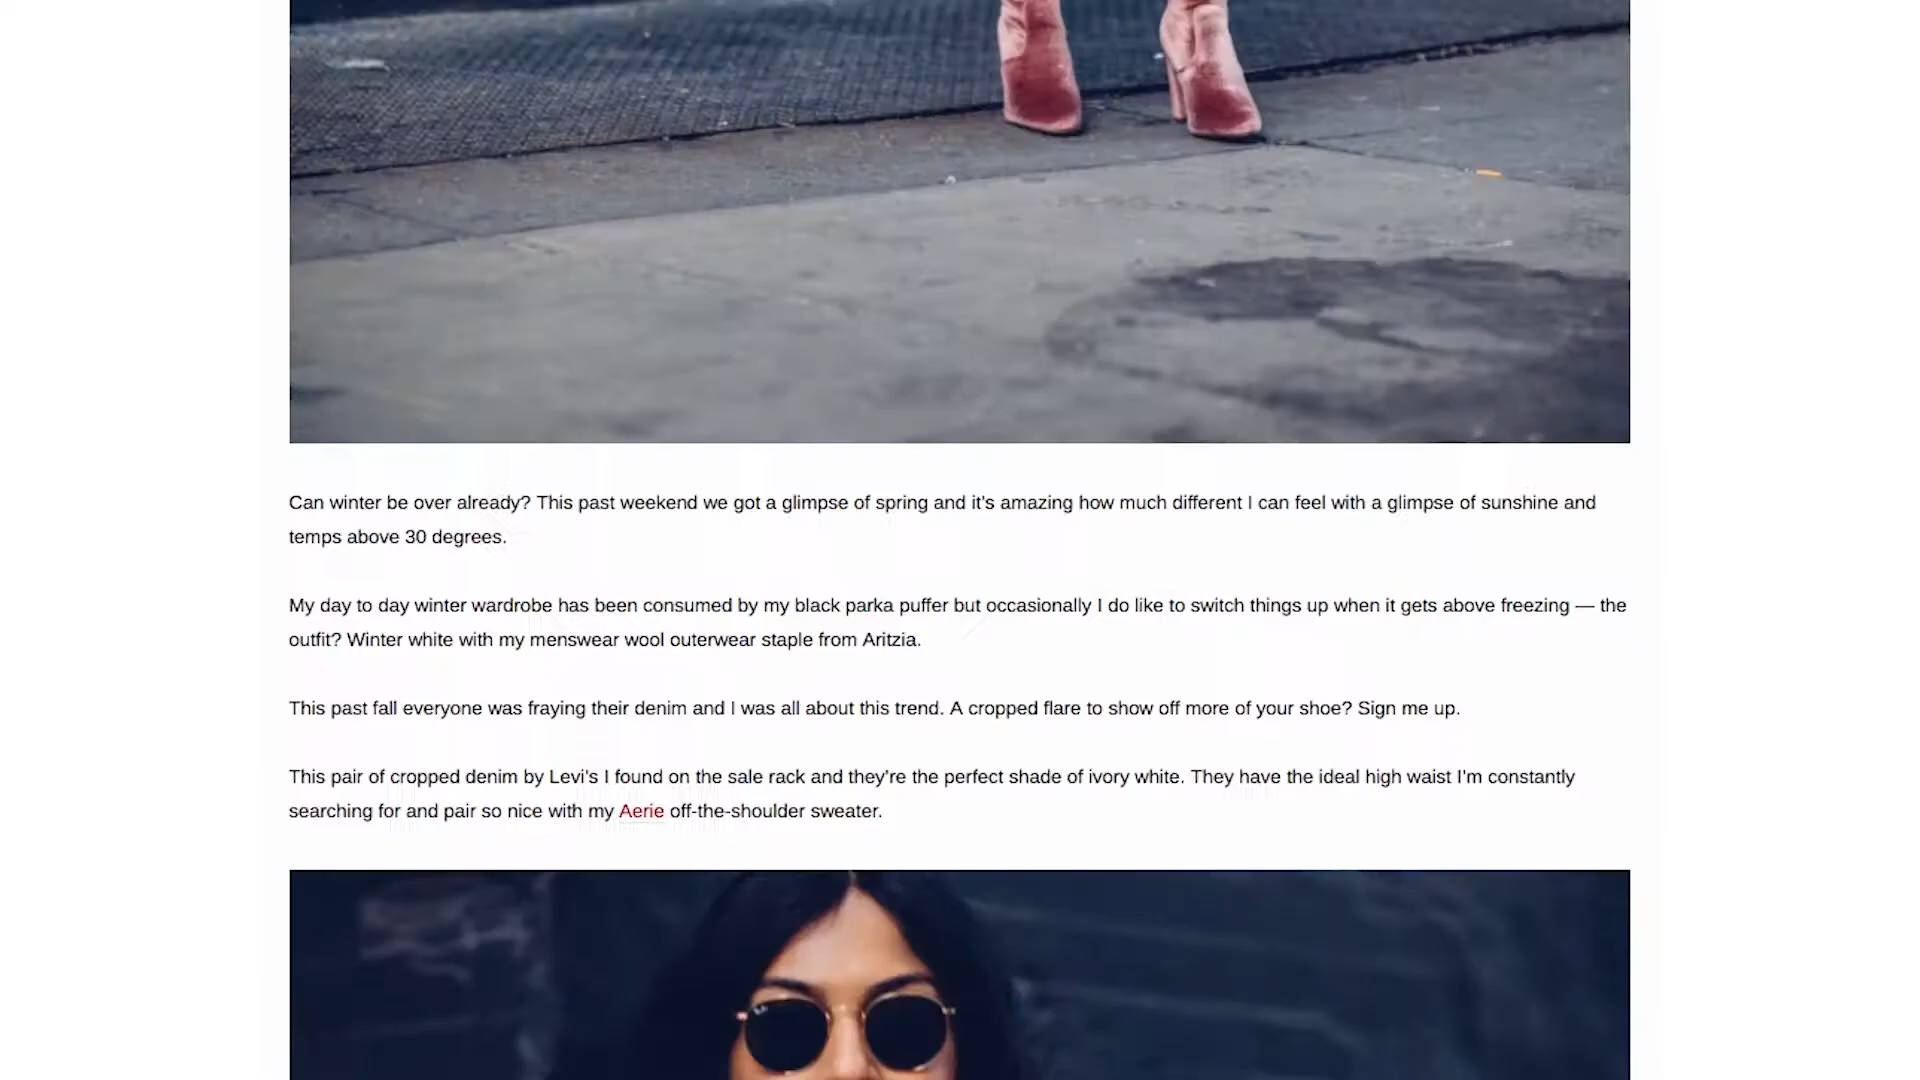 Can winter be over already? This past weekend we got a glimpse of spring and it's amazing how much different I can feel with a glimpse of sunshine and
temps above 30 degrees.
My day to day winter wardrobe has been consumed by my black parka puffer but occasionally I do like to switch things up when it gets above freezing — the
outfit? Winter white with my menswear wool outerwear staple from Aritzia.
This past fall everyone was fraying their denim and I was all about this trend. A cropped flare to show off more of your shoe? Sign me up.
This pair of cropped denim by Levi's I found on the sale rack and they're the perfect shade of ivory white. They have the ideal high waist I'm constantly
searching for and pair so nice with my Aerie off-the-shoulder sweater.